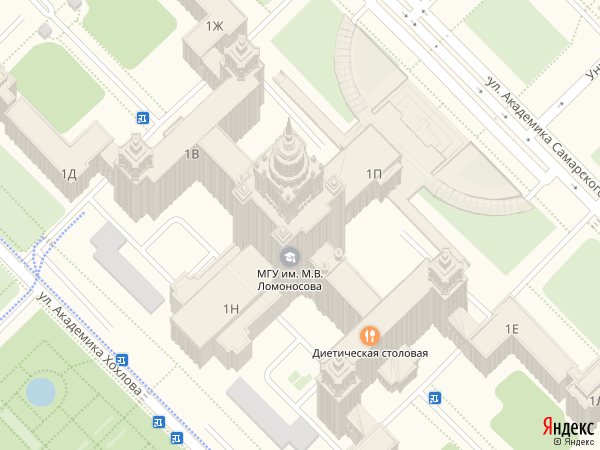 1Ж
ул. Академика Самарского
Ун
1В
1Д
1П
МГУ им. М.В.
Ломоносова
1Н
ул. Академика Хохлова
1Е
Диетическая столовая
1Л
Яндекс
© Яндекс